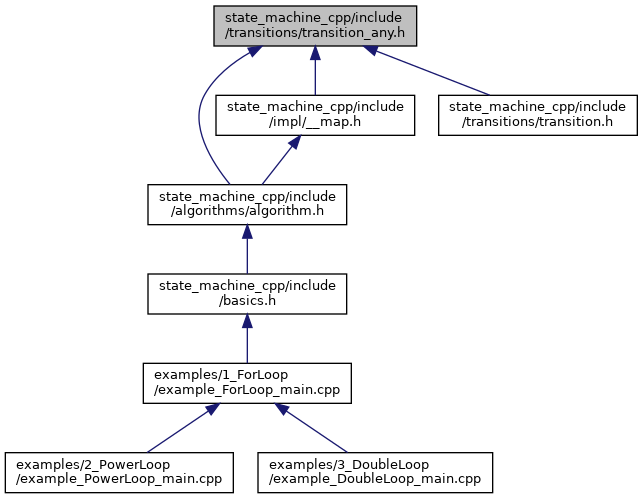 state_machine_cpp/include
/transitions/transition_any.h
state_machine_cpp/include
/impl/__map.h
state_machine_cpp/include
/transitions/transition.h
state_machine_cpp/include
/algorithms/algorithm.h
state_machine_cpp/include
/basics.h
examples/1_ForLoop
/example_ForLoop_main.cpp
examples/2_PowerLoop
/example_PowerLoop_main.cpp
examples/3_DoubleLoop
/example_DoubleLoop_main.cpp